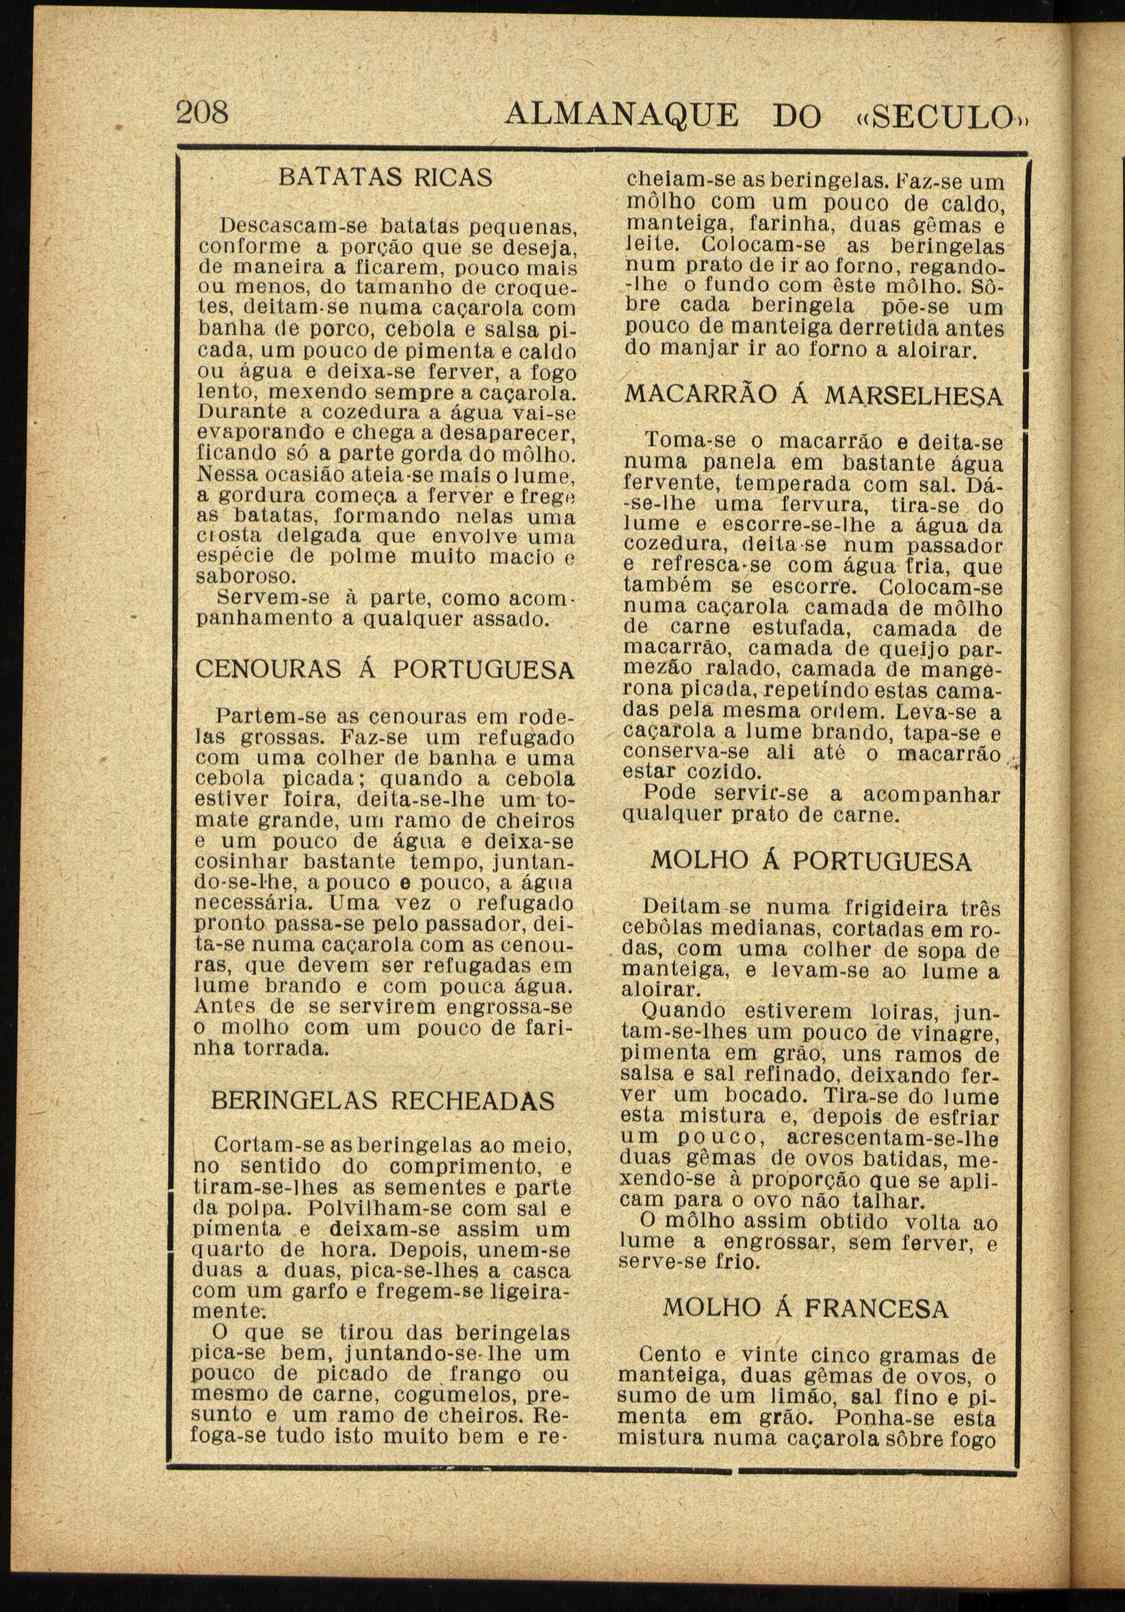 208
ALMANAQUE DO «SECULO»
BATATAS RICAS
Descascam-se batatas pequenas,
conforme a porção que se deseja,
de maneira a ficarem, pouco mais
ou menos, do tamanho de croque-
tes, deitam-se numa caçarola com
banha de porco, cebola e salsa pi-
cada, um pouco de pimenta e caldo
ou água e deixa-se ferver, a fogo
lento, mexendo sempre a caçarola.
Durante a cozedura a água vai-se
evaporando e chega a desaparecer,
ficando só a parte gorda do môlho.
Nessa ocasião ateia-se mais o lume,
a gordura começa a ferver e frege
as batatas, formando nelas uma
crosta delgada que envolve uma
espécie de polme muito macio e
saboroso.
Servem-se à parte, como acom-
panhamento a qualquer assado.
CENOURAS Á PORTUGUESA
Partem-se as cenouras em rode-
las grossas. Faz-se um refugado
com uma colher de banha e uma
cebola picada; quando a cebola
estiver loira, deita-se-lhe um to-
mate grande, um ramo de cheiros
e um pouco de água e deixa-se
cosinhar bastante tempo, juntan-
do-se-lhe, a pouco e pouco, a água
necessária. Uma vez o refugado
pronto passa-se pelo passador, dei-
ta-se numa caçarola com as cenou-
ras, que devem ser refugadas em
lume brando e com pouca água.
Antes de se servirem engrossa-se
o molho com um pouco de fari-
nha torrada.
BERINGELAS RECHEADAS
Cortam-se as beringelas ao meio,
no sentido do comprimento, e
tiram-se-lhes as sementes e parte
da polpa. Polvilham-se com sal e
pimenta e deixam-se assim um
quarto de hora. Depois, unem-se
duas a duas, pica-se-lhes a casca
com um garfo e fregem-se ligeira-
mente.
O que se tirou das beringelas
pica-se bem, juntando-se-lhe um
pouco de picado de frango ou
mesmo de carne, cogumelos, pre-
sunto e um ramo de cheiros. Re-
foga-se tudo isto muito bem e re-
cheiam-se as beringelas. Faz-se um
môlho com um pouco de caldo,
manteiga, farinha, duas gêmas e
leite. Colocam-se as beringelas
num prato de ir ao forno, regando-
-lhe o fundo com êste môlho. Sô-
bre cada beringela põe-se um
pouco de manteiga derretida antes
do manjar ir ao forno a aloirar.
MACARRÃO Á MARSELHESA
Toma-se o macarrão e deita-se
numa panela em bastante água
fervente, temperada com sal. Dá-
-se-lhe uma fervura, tira-se do
lume e escorre-se-lhe a água da
cozedura, deita-se num passador
e refresca-se com água fria, que
também se escorre. Colocam-se
numa caçarola camada de môlho
de carne estufada, camada de
macarrão, camada de queijo par-
mezão ralado, camada de mange-
rona picada, repetindo estas cama-
das pela mesma ordem. Leva-se a
caçarola a lume brando, tapa-se e
conserva-se ali até o macarrão
estar cozido.
Pode servir-se a acompanhar
qualquer prato de carne.
MOLHO Á PORTUGUESA
Deitam-se numa frigideira três
cebôlas medianas, cortadas em ro-
das, com uma colher de sopa de
manteiga, e levam-se ao lume a
aloirar.
Quando estiverem loiras, jun-
tam-se-lhes um pouco de vinagre,
pimenta em grão, uns ramos de
salsa e sal refinado, deixando fer-
ver um bocado. Tira-se do lume
esta mistura e, depois de esfriar
um pouco, acrescentam-se-lhe
duas gêmas de ovos batidas, me-
xendo-se à proporção que se apli-
cam para o ovo não talhar.
O môlho assim obtido volta ao
lume a engrossar, sem ferver, e
serve-se frio.
MOLHO Á FRANCESA
Cento e vinte cinco gramas de
manteiga, duas gêmas de ovos, o
sumo de um limão, sal fino e pi-
menta em grão. Ponha-se esta
mistura numa caçarola sôbre fogo